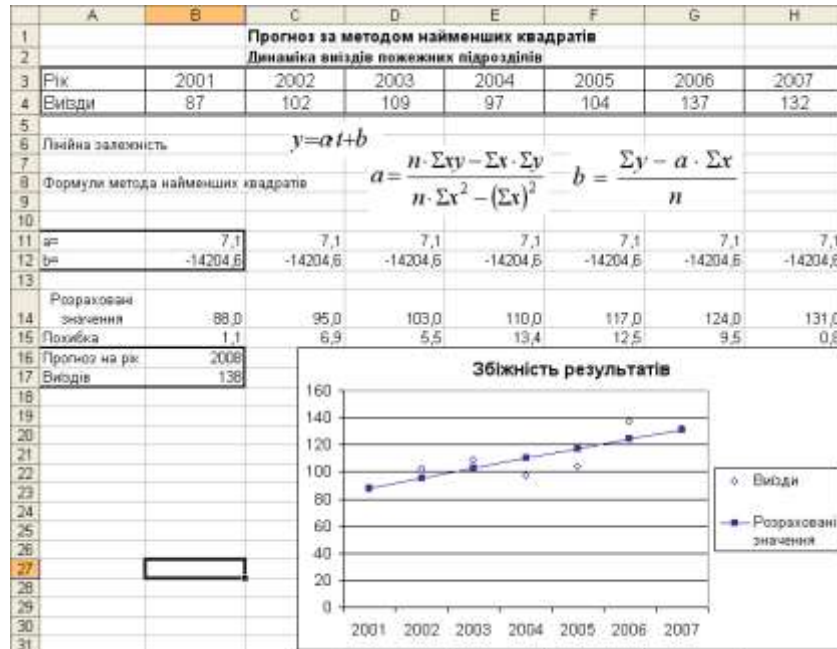 A B C D E F G H
1 Прогноз за методом найменших квадратів
2 Динаміка виїздів пожежних підрозділів
3 Рік 2001 2002 2003 2004 2005 2006 2007
4 Виїзди 87 102 109 97 104 137 132
5
6 Лінійна залежність y=a·t+b
7
8 Формули метода найменших квадратів a = n· Σxy − Σx · Σy / n· Σx² − (Σx)² b = Σy − a · Σx / n
9
10
11 a= 7,1 7,1 7,1 7,1 7,1 7,1 7,1
12 b= -14204,6 -14204,6 -14204,6 -14204,6 -14204,6 -14204,6 -14204,6
13
Розраховані
14 значення 88,0 95,0 103,0 110,0 117,0 124,0 131,0
15 Похибка 1,1 6,9 5,5 13,4 12,5 9,5 0,8
16 Прогноз на рік 2008
17 Виїздів 138
18
19
20
21
22
23
24
25
26
27
28
29
30
31
Збіжність результатів
160
140
120
100
80
60
40
20
0
2001 2002 2003 2004 2005 2006 2007
Виїзди
Розраховані
значення